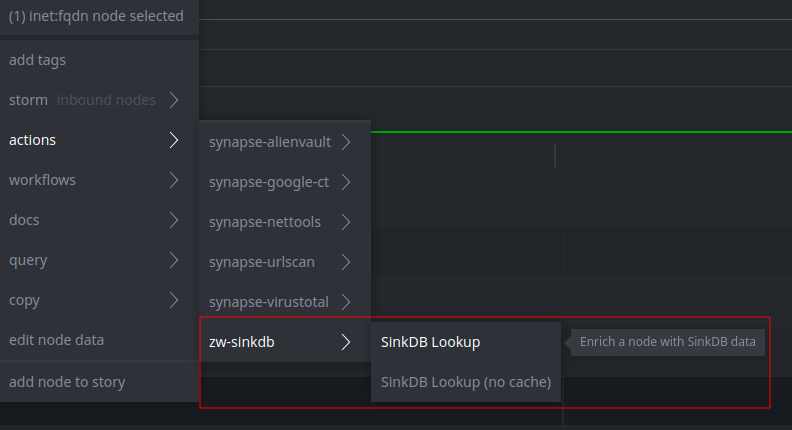 (1) inet:fqdn node selected
add tags
storm inbound nodes
actions
workflows
docs
query
copy
edit node data
add node to story
synapse-alienvault
synapse-google-ct
synapse-nettools
synapse-urlscan
synapse-virustotal
zw-sinkdb
SinkDB Lookup
Enrich a node with SinkDB data
SinkDB Lookup (no cache)